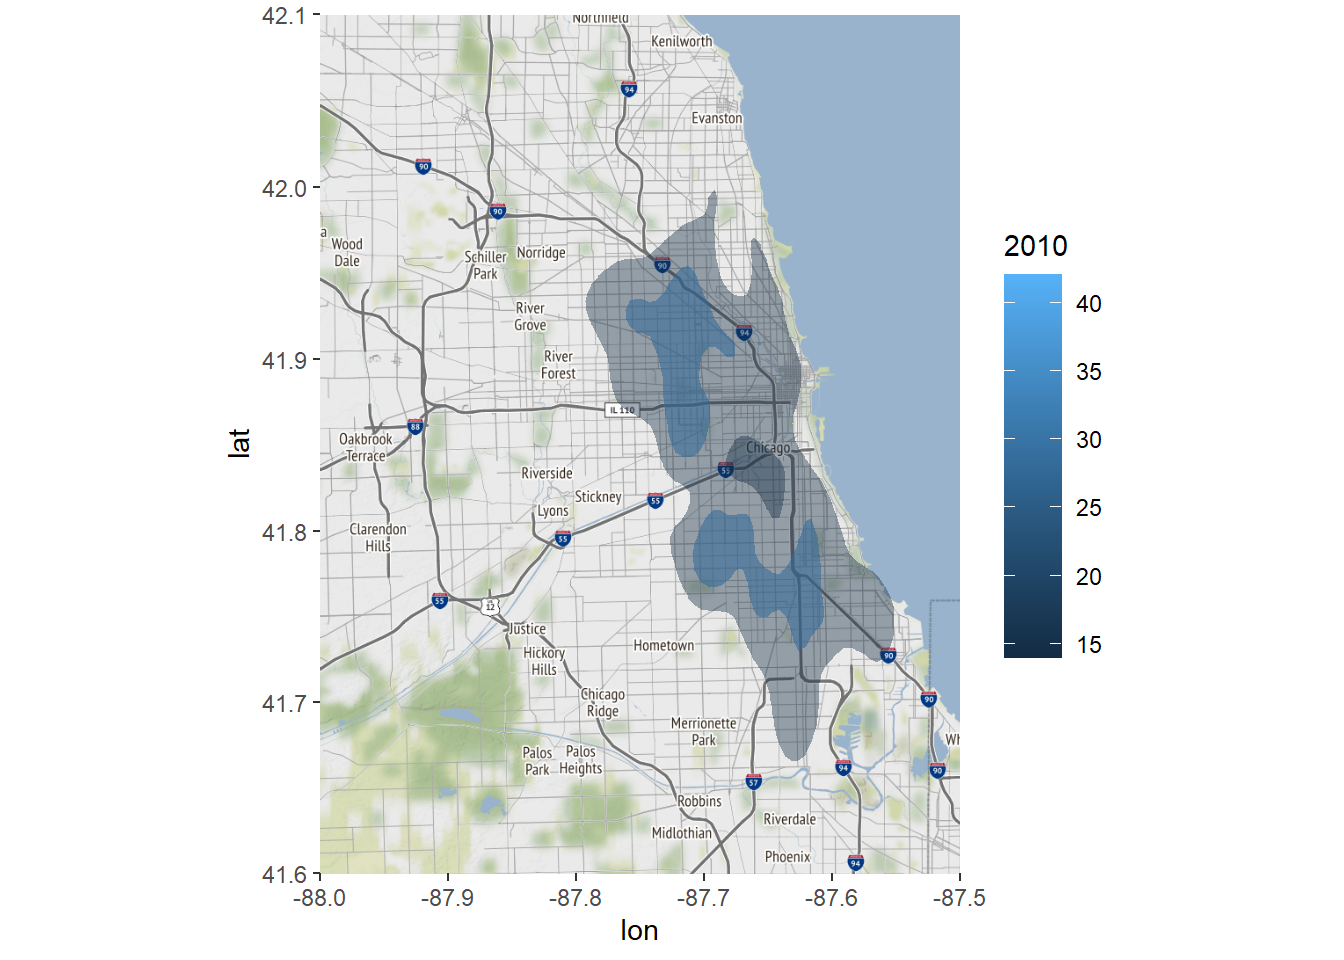 42.1
42.0
41.9
41.8
41.7
41.6
lat
-88.0
-87.9
-87.8
-87.7
-87.6
-87.5
lon
Northfield
Kenilworth
94
Evanston
90
90
a
Wood
Dale
Schiller
Park
Norridge
90
River
Grove
94
River
Forest
IL 110
88
Oakbrook
Terrace
Chicago
Riverside
55
Stickney
55
Lyons
Clarendon
Hills
55
55
12
Justice
Hometown
Hickory
Hills
90
Chicago
Ridge
90
Merrionette
Park
Wh
Palos
Park
Palos
Heights
94
90
57
Robbins
Riverdale
Midlothian
Phoenix
94
2010
40
35
30
25
20
15